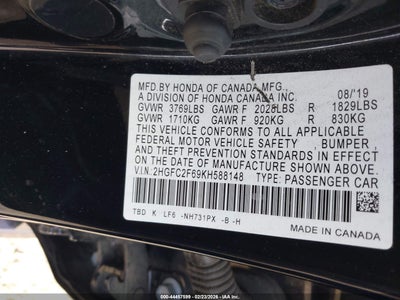 MFD.BY HONDA OF CANADA MFG.,
A DIVISION OF HONDA CANADA INC. 08/'19
GVWR 3769LBS GAWR F 2028LBS R 1829LBS
GVWR 1710KG GAWR F 920KG R 830KG
THIS VEHICLE CONFORMS TO ALL APPLICABLE
FEDERAL MOTOR VEHICLE SAFETY , BUMPER ,
AND THEFT PREVENTION STANDARDS IN EFFECT
ON THE DATE OF MANUFACTURE SHOWN ABOVE.
V.I.N: 2HGFC2F69KH588148 TYPE: PASSENGER CAR
TBD K LF6 -NH731PX -B -H
MADE IN CANADA
000-44467599 - 02/23/2026 - © IAA Holdings, LLC